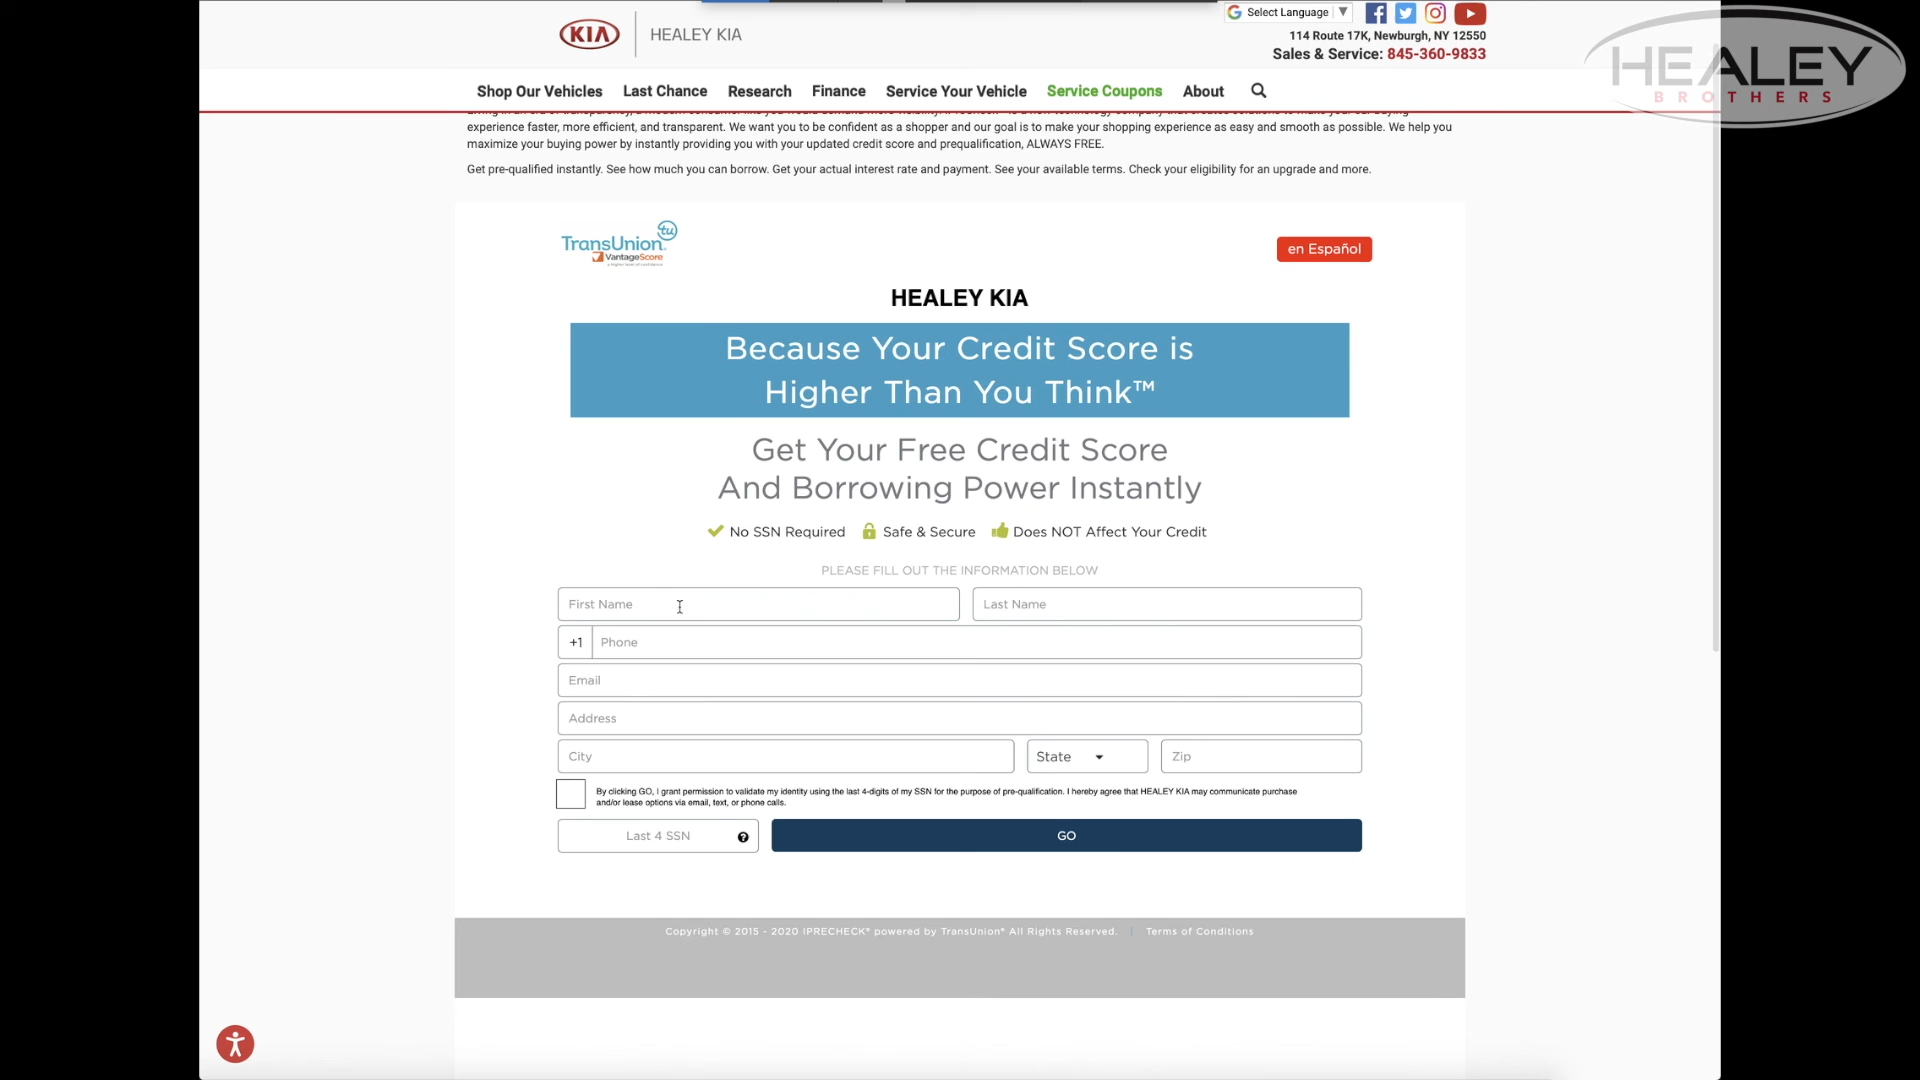 Select Language ▼
KIA
HEALEY KIA
114 Route 17K, Newburgh, NY 12550
Sales & Service: 845-360-9833
HEALEY
BROTHERS
Shop Our Vehicles Last Chance Research Finance Service Your Vehicle Service Coupons About
experience faster, more efficient, and transparent. We want you to be confident as a shopper and our goal is to make your shopping experience as easy and smooth as possible. We help you
maximize your buying power by instantly providing you with your updated credit score and prequalification, ALWAYS FREE.
Get pre-qualified instantly. See how much you can borrow. Get your actual interest rate and payment. See your available terms. Check your eligibility for an upgrade and more.
tu
TransUnion
VantageScore
en Español
HEALEY KIA
Because Your Credit Score is
Higher Than You Think™
Get Your Free Credit Score
And Borrowing Power Instantly
No SSN Required Safe & Secure Does NOT Affect Your Credit
PLEASE FILL OUT THE INFORMATION BELOW
First Name Last Name
+1 Phone
Email
Address
City State Zip
By clicking GO, I grant permission to validate my identity using the last 4-digits of my SSN for the purpose of pre-qualification. I hereby agree that HEALEY KIA may communicate purchase
and/or lease options via email, text, or phone calls.
Last 4 SSN ? GO
Copyright © 2015 - 2020 IPRECHECK® powered by TransUnion® All Rights Reserved. | Terms of Conditions